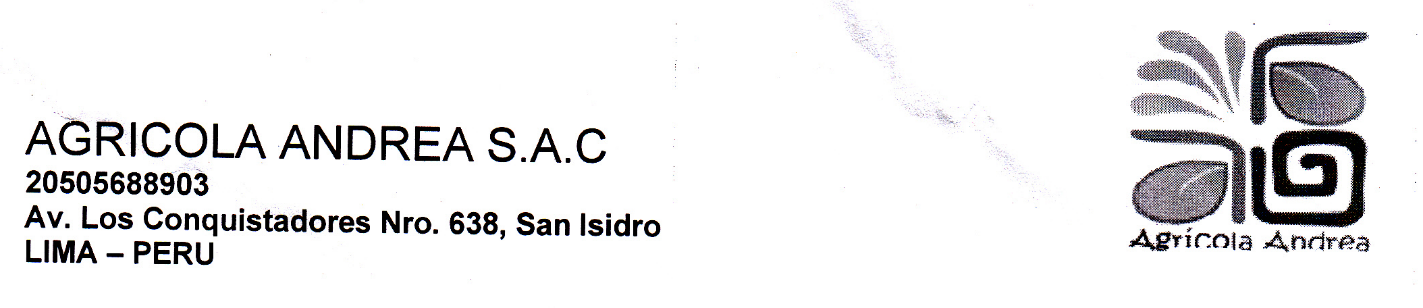 AGRICOLA ANDREA S.A.C
20505688903
Av. Los Conquistadores Nro. 638, San Isidro
LIMA – PERU
Agrícola Andrea